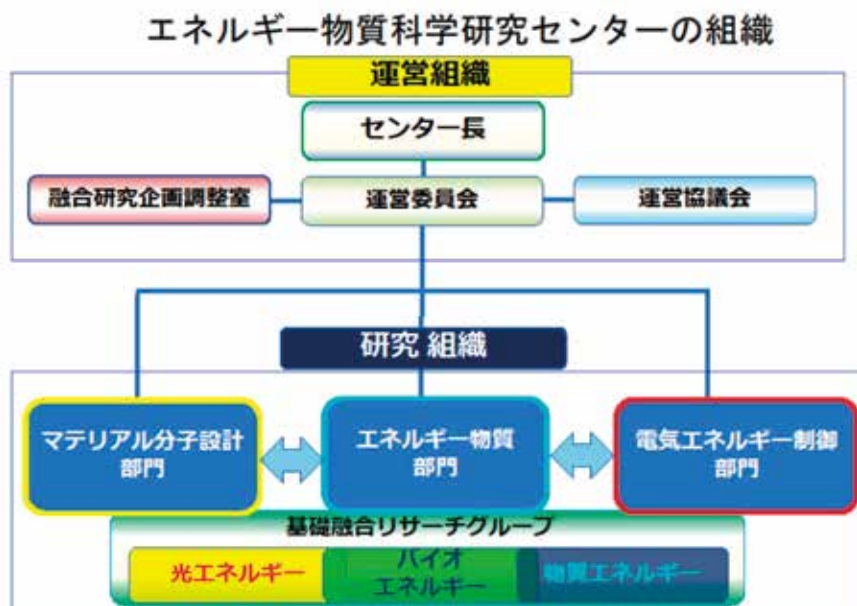 エネルギー物質科学研究センターの組織
運営組織
センター長
融合研究企画調整室
運営委員会
運営協議会
研究 組織
マテリアル分子設計
部門
エネルギー物質
部門
電気エネルギー制御
部門
基礎融合リサーチグループ
光エネルギー
バイオ
エネルギー
物質エネルギー